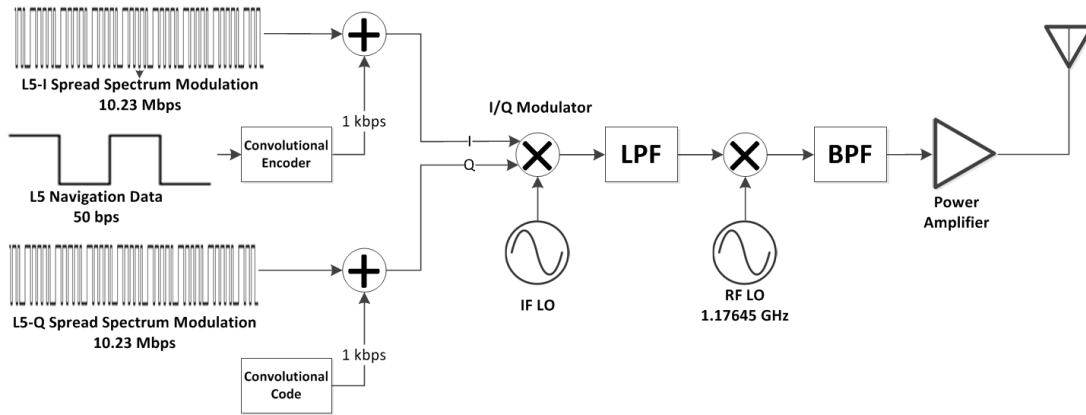 L5-I Spread Spectrum Modulation
10.23 Mbps
1 kbps
Convolutional
Encoder
L5 Navigation Data
50 bps
I/Q Modulator
I
Q
LPF
BPF
Power
Amplifier
IF LO
RF LO
1.17645 GHz
L5-Q Spread Spectrum Modulation
10.23 Mbps
1 kbps
Convolutional
Code